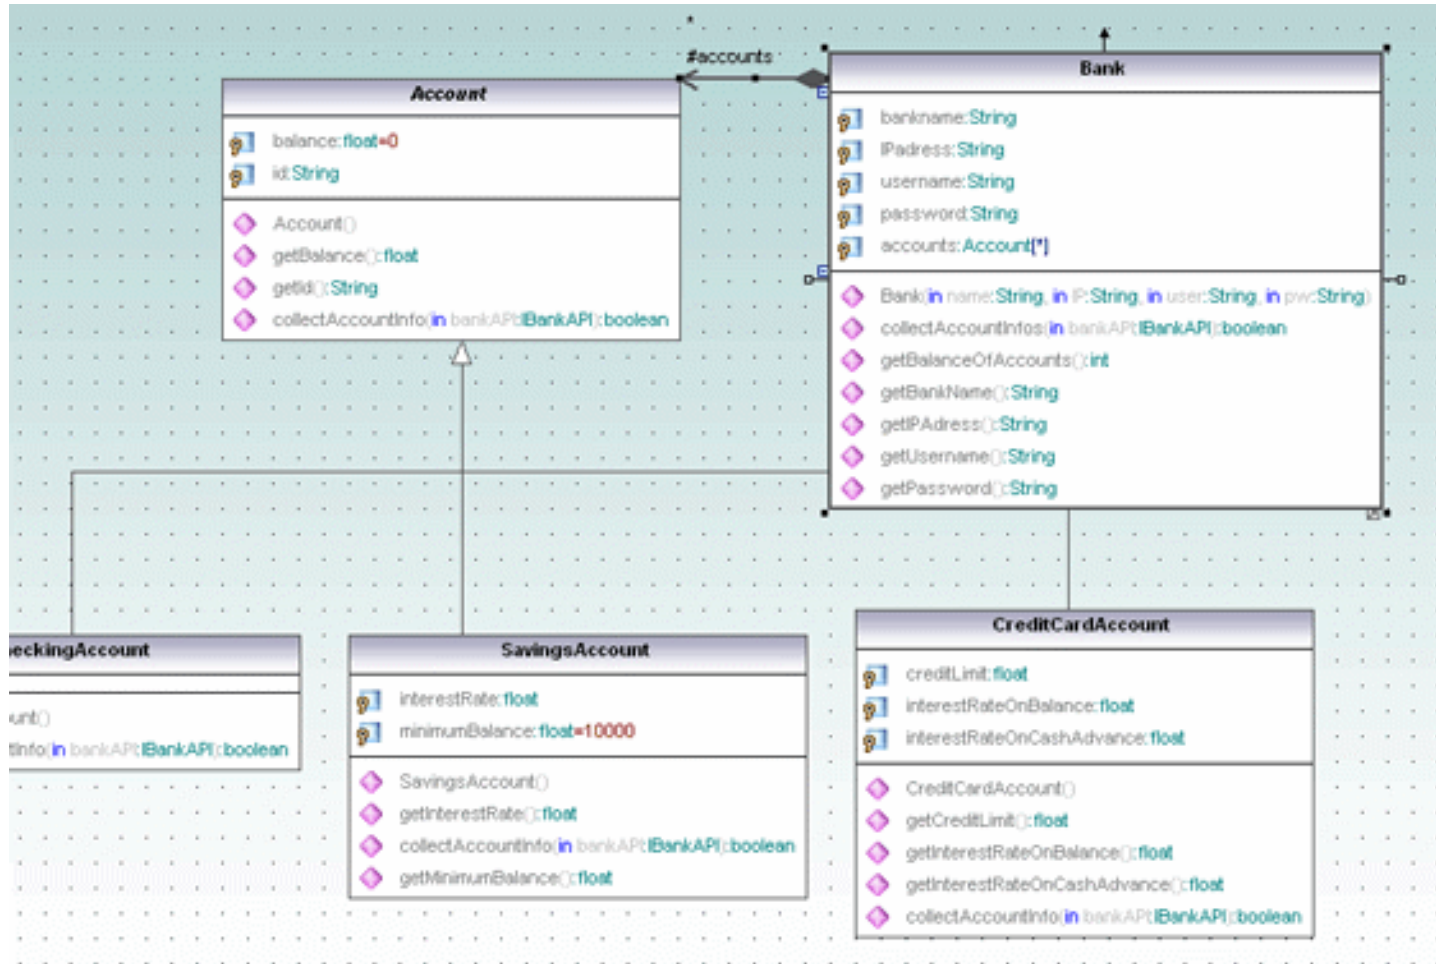 *
#accounts
Account
balance:float=0
id:String
Account()
getBalance():float
getId():String
collectAccountInfo(in bankAPI:IBankAPI):boolean
Bank
bankname:String
IPadress:String
username:String
password:String
accounts:Account[*]
Bank(in name:String, in IP:String, in user:String, in pw:String)
collectAccountInfos(in bankAPI:IBankAPI):boolean
getBalanceOfAccounts():int
getBankName():String
getIPAdress():String
getUsername():String
getPassword():String
eckingAccount
unt()
tInfo(in bankAPI:IBankAPI):boolean
SavingsAccount
interestRate:float
minimumBalance:float=10000
SavingsAccount()
getInterestRate():float
collectAccountInfo(in bankAPI:IBankAPI):boolean
getMinimumBalance():float
CreditCardAccount
creditLimit:float
interestRateOnBalance:float
interestRateOnCashAdvance:float
CreditCardAccount()
getCreditLimit():float
getInterestRateOnBalance():float
getInterestRateOnCashAdvance():float
collectAccountInfo(in bankAPI:IBankAPI):boolean